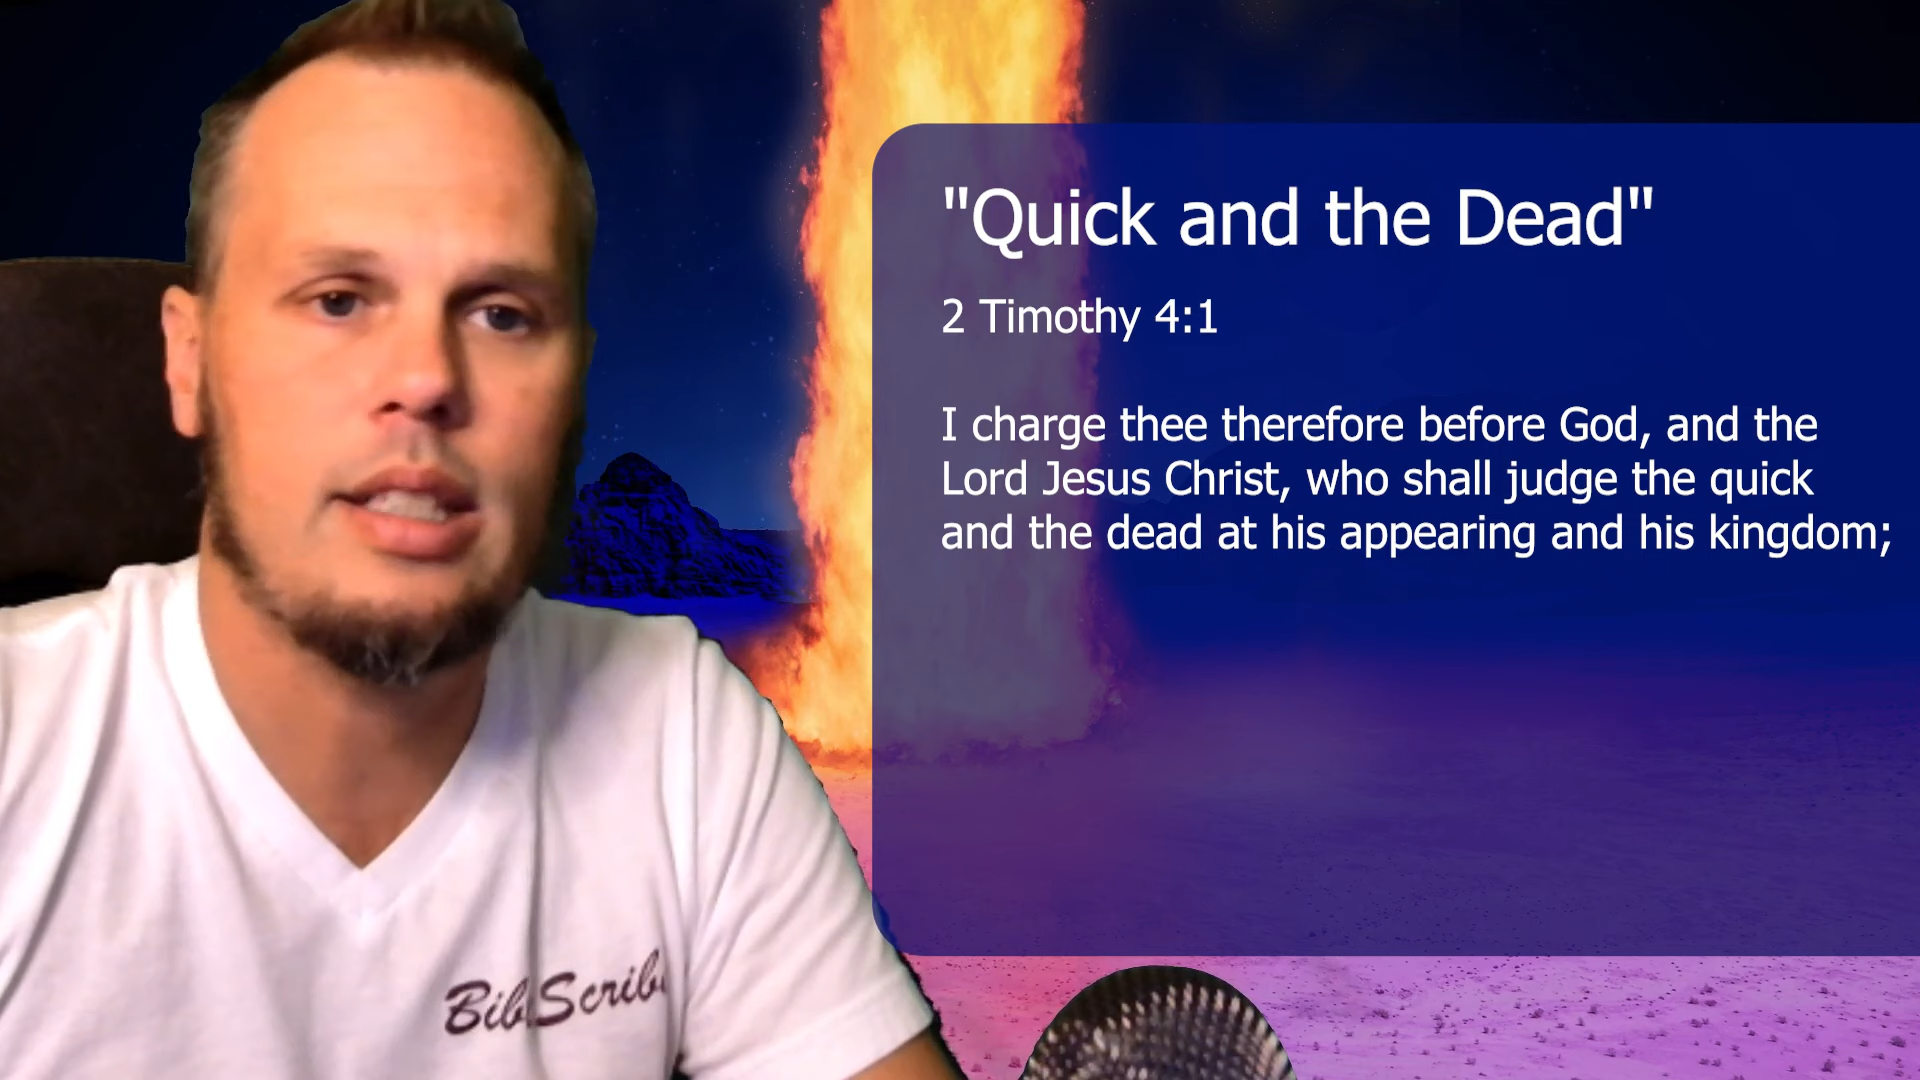 "Quick and the Dead"
2 Timothy 4:1
I charge thee therefore before God, and the
Lord Jesus Christ, who shall judge the quick
and the dead at his appearing and his kingdom;